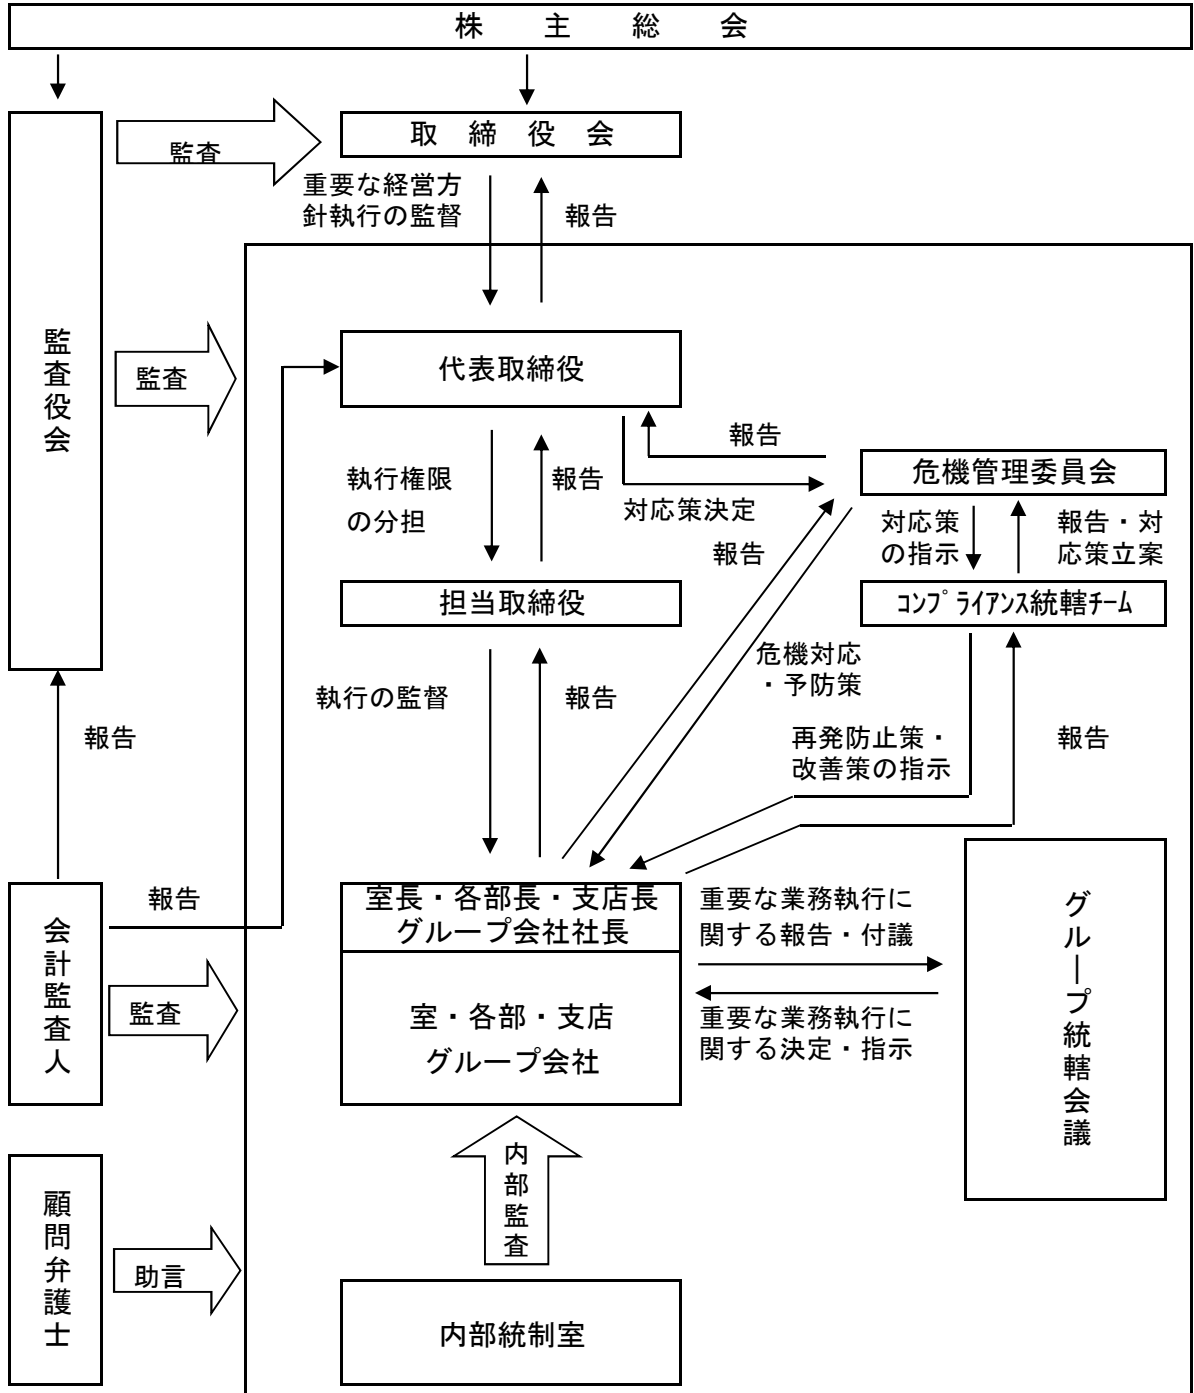 株主総会
監査
取締役会
重要な経営方
針執行の監督
報告
監査役会
監査
代表取締役
報告
執行権限
の分担
報告
対応策決定
危機管理委員会
報告
対応策
の指示
報告・対
応策立案
担当取締役
コンプライアンス統轄チーム
執行の監督
報告
危機対応
・予防策
報告
再発防止策・
改善策の指示
報告
報告
会計監査人
監査
室長・各部長・支店長
グループ会社社長
室・各部・支店
グループ会社
重要な業務執行に
関する報告・付議
重要な業務執行に
関する決定・指示
グループ統轄会議
内部監査
顧問弁護士
助言
内部統制室